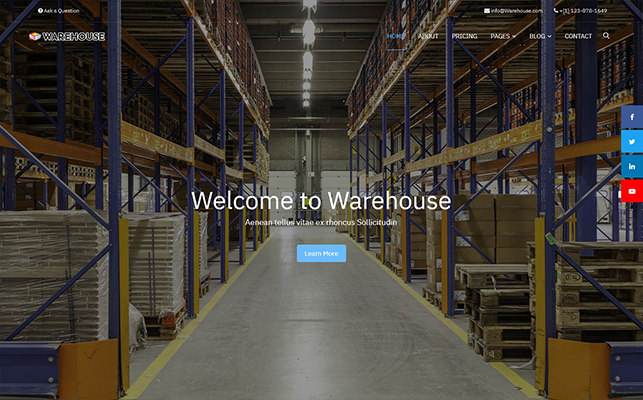 Ask a Question
info@Warehouse.com
+[1] 123-878-1649
WAREHOUSE
HOME
ABOUT
PRICING
PAGES
BLOG
CONTACT
Welcome to Warehouse
Aenean tellus vitae ex rhoncus Sollicitudin
Learn More